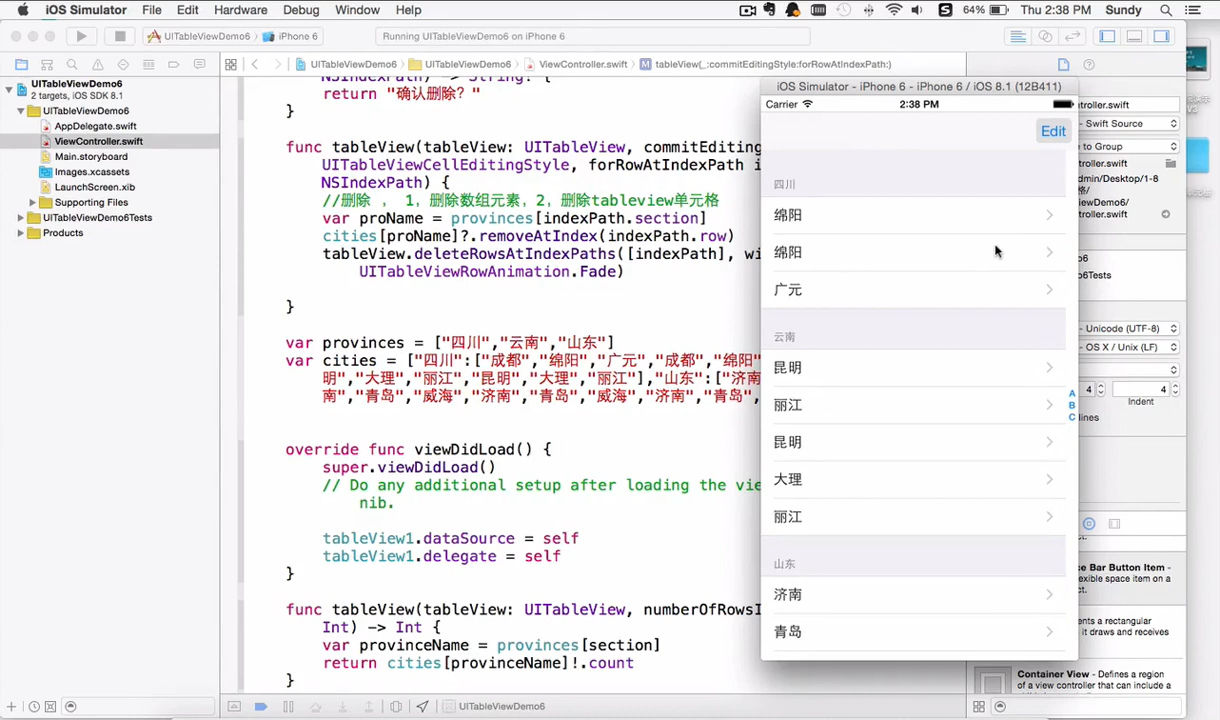 iOS Simulator File Edit Hardware Debug Window Help 64% Thu 2:38 PM Sundy
UITableViewDemo6 iPhone 6 Running UITableViewDemo6 on iPhone 6
UITableViewDemo6 UITableViewDemo6 ViewController.swift M tableView(_:commitEditingStyle:forRowAtIndexPath:)
UITableViewDemo6
2 targets, iOS SDK 8.1
UITableViewDemo6
AppDelegate.swift
ViewController.swift
Main.storyboard
Images.xcassets
LaunchScreen.xib
Supporting Files
UITableViewDemo6Tests
Products
NSIndexPath) -> String! {
return "确认删除？"
}
func tableView(tableView: UITableView, commitEditing
UITableViewCellEditingStyle, forRowAtIndexPath i
NSIndexPath) {
//删除 ， 1，删除数组元素，2，删除tableview单元格
var proName = provinces[indexPath.section]
cities[proName]?.removeAtIndex(indexPath.row)
tableView.deleteRowsAtIndexPaths([indexPath], wi
UITableViewRowAnimation.Fade)
}
var provinces = ["四川","云南","山东"]
var cities = ["四川":["成都","绵阳","广元","成都","绵阳"
明","大理","丽江","昆明","大理","丽江"],"山东":["济南
南","青岛","威海","济南","青岛","威海","济南","青岛",
override func viewDidLoad() {
super.viewDidLoad()
// Do any additional setup after loading the vie
nib.
tableView1.dataSource = self
tableView1.delegate = self
}
func tableView(tableView: UITableView, numberOfRowsI
Int) -> Int {
var provinceName = provinces[section]
return cities[provinceName]!.count
}
UITableViewDemo6
iOS Simulator - iPhone 6 - iPhone 6 / iOS 8.1 (12B411)
Carrier 2:38 PM
Edit
四川
绵阳
绵阳
广元
云南
昆明
丽江
昆明
大理
丽江
山东
济南
青岛
A
B
C
ontroller.swift
- Swift Source
e to Group
ontroller.swift
dmin/Desktop/1-8
格/
iewDemo6/
ontroller.swift
o6
o6Tests
- Unicode (UTF-8)
- OS X / Unix (LF)
4 4
Indent
dlines
ce Bar Button Item -
exible space item on a
ct.
ents a rectangular
it draws and receives
Container View - Defines a region
of a view controller that can include a